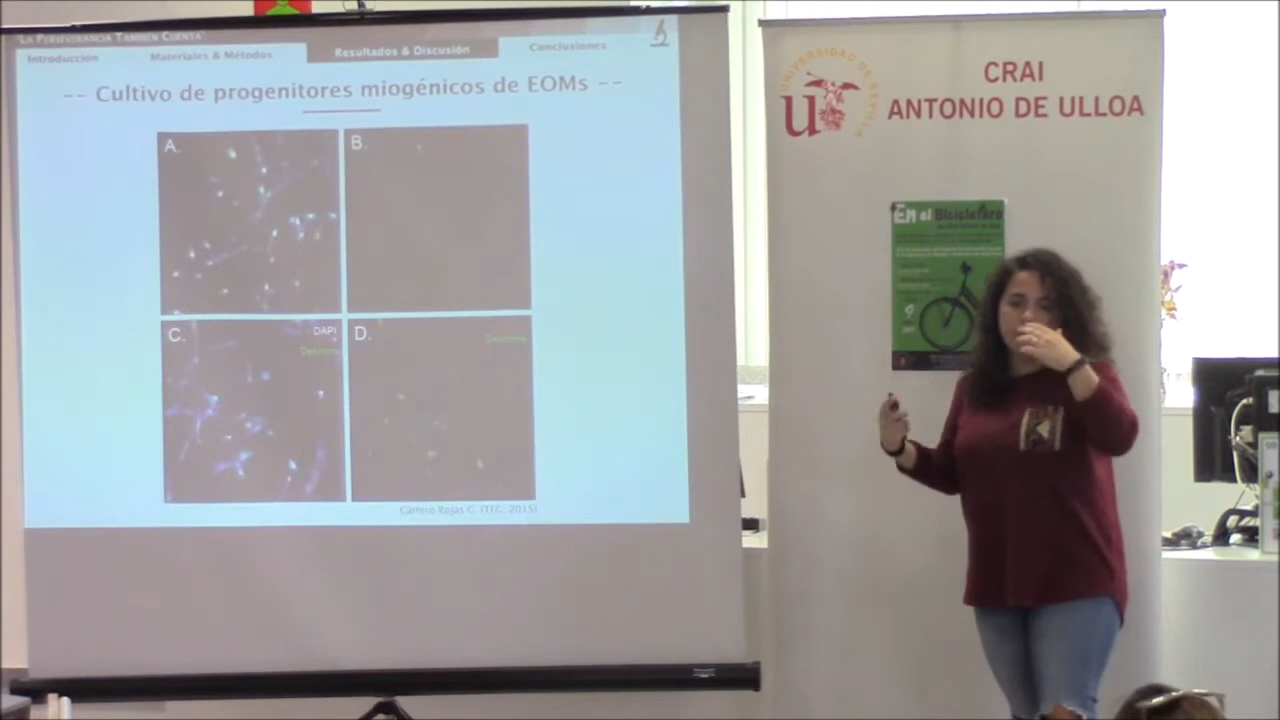 "LA PERSEVERANCIA TAMBIÉN CUENTA"
Introducción
Materiales & Métodos
Resultados & Discusión
Conclusiones
-- Cultivo de progenitores miogénicos de EOMs --
A.
B.
C.
DAPI
Desmina
D.
Desmina
Carrero-Rojas G. (TFG, 2015)
UNIVERSIDAD DE SEVILLA
CRAI
ANTONIO DE ULLOA
En el Bicicletero